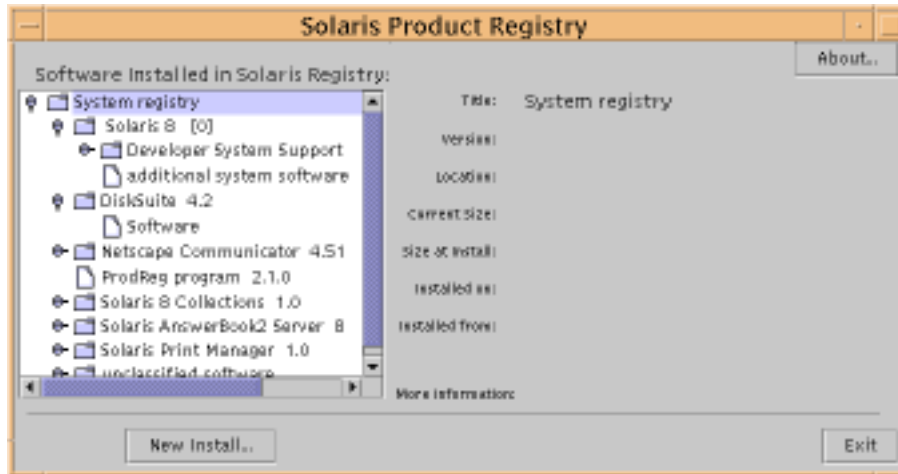 Solaris Product Registry
About...
Software Installed in Solaris Registry:
System registry
Solaris 8 [0]
Developer System Support
additional system software
DiskSuite 4.2
Software
Netscape Communicator 4.51
ProdReg program 2.1.0
Solaris 8 Collections 1.0
Solaris AnswerBook2 Server 8
Solaris Print Manager 1.0
unclassified software
Title: System registry
Version:
Location:
Current Size:
Size at Install:
Installed on:
Installed from:
More Information:
New Install...
Exit